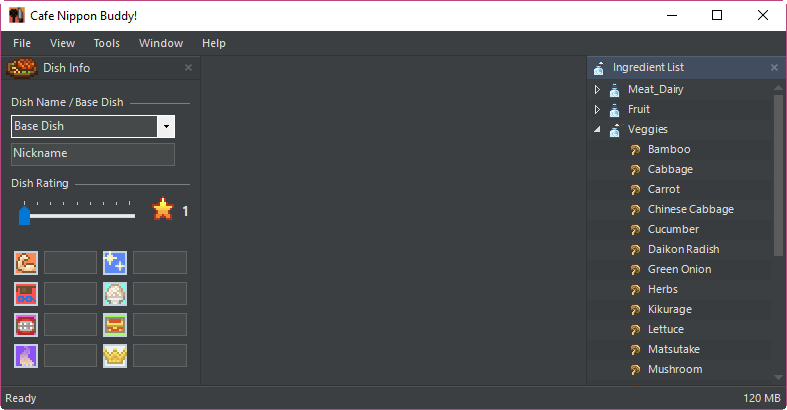 Cafe Nippon Buddy!
File View Tools Window Help
Dish Info
Dish Name / Base Dish
Base Dish
Nickname
Dish Rating
1
Ingredient List
Meat_Dairy
Fruit
Veggies
Bamboo
Cabbage
Carrot
Chinese Cabbage
Cucumber
Daikon Radish
Green Onion
Herbs
Kikurage
Lettuce
Matsutake
Mushroom
Ready
120 MB